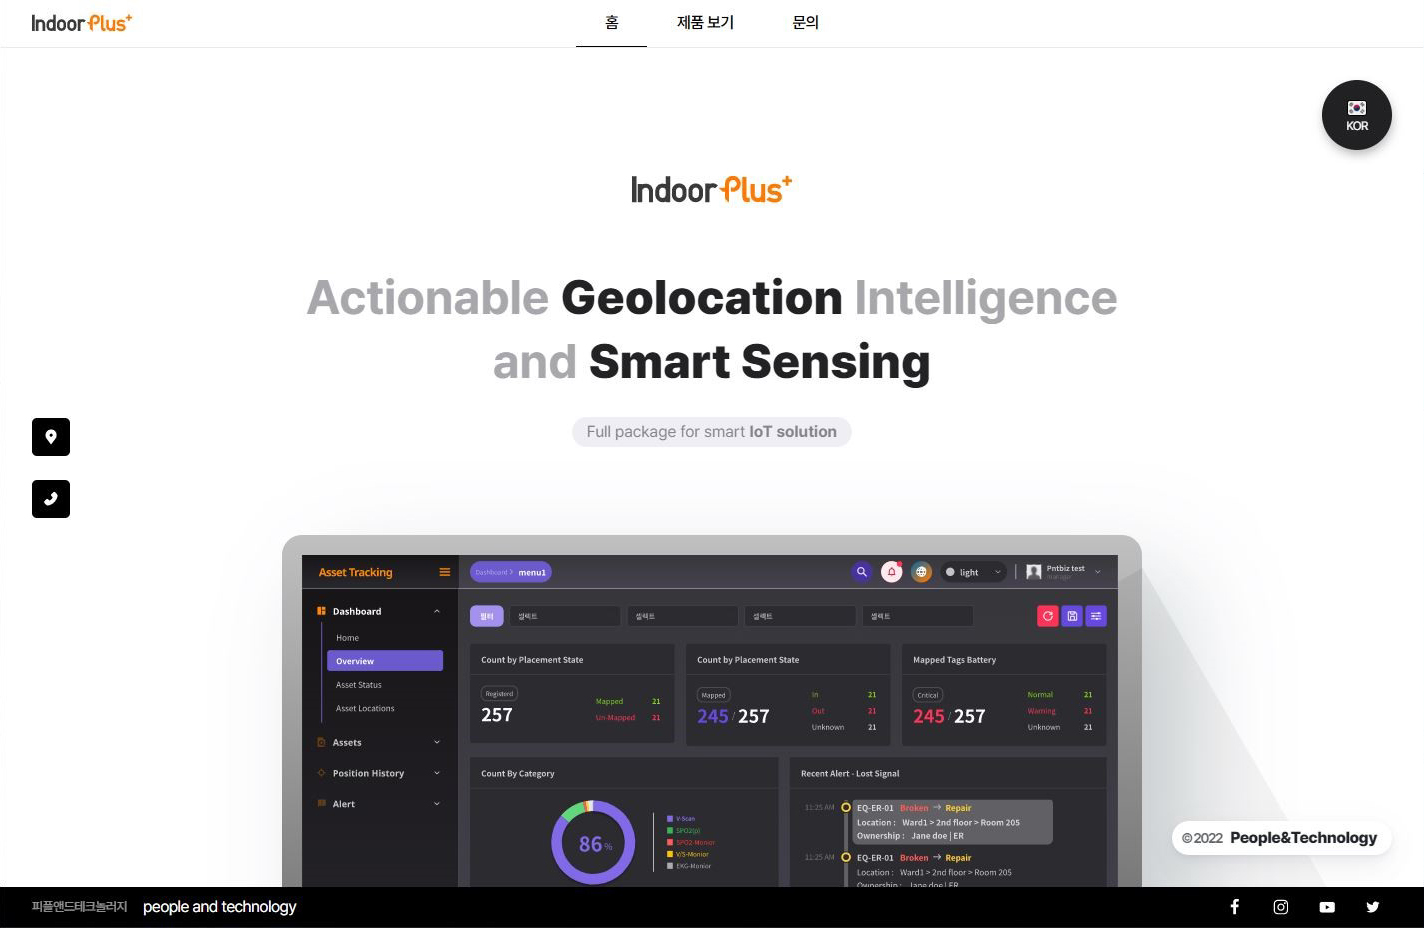 Indoor Plus+
홈
제품 보기
문의
KOR
Indoor Plus+
Actionable Geolocation Intelligence
and Smart Sensing
Full package for smart IoT solution
Asset Tracking
Dashboard > menu1
light
Pntbiz test
Dashboard
Home
Overview
Asset Status
Asset Locations
Assets
Position History
Alert
필터
셀렉트
셀렉트
셀렉트
셀렉트
Count by Placement State
Registerd
257
Mapped 21
Un-Mapped 21
Count by Placement State
Mapped
245 / 257
In 21
Out 21
Unknown 21
Mapped Tags Battery
Critical
245 / 257
Normal 21
Warning 21
Unknown 21
Count By Category
86 %
V-Scan
SPO2(p)
SPO2-Monior
V/S-Monior
EKG-Monior
Recent Alert - Lost Signal
11:25 AM
EQ-ER-01 Broken → Repair
Location : Ward1 > 2nd floor > Room 205
Ownership : Jane doe | ER
11:25 AM
EQ-ER-01 Broken → Repair
Location : Ward1 > 2nd floor > Room 205
Ownership : Jane doe | ER
©2022 People&Technology
피플앤드테크놀러지 people and technology